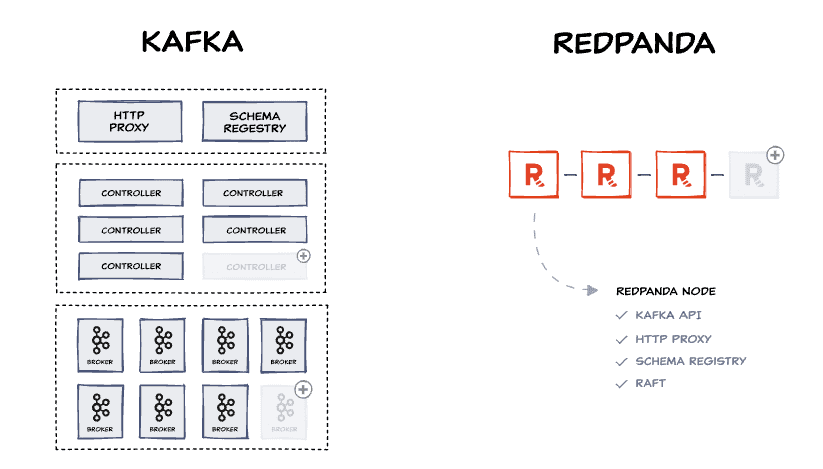 KAFKA
HTTP
PROXY
SCHEMA
REGESTRY
CONTROLLER
CONTROLLER
CONTROLLER
CONTROLLER
CONTROLLER
CONTROLLER
BROKER
BROKER
BROKER
BROKER
BROKER
BROKER
BROKER
BROKER
REDPANDA
R
R
R
R
REDPANDA NODE
KAFKA API
HTTP PROXY
SCHEMA REGISTRY
RAFT